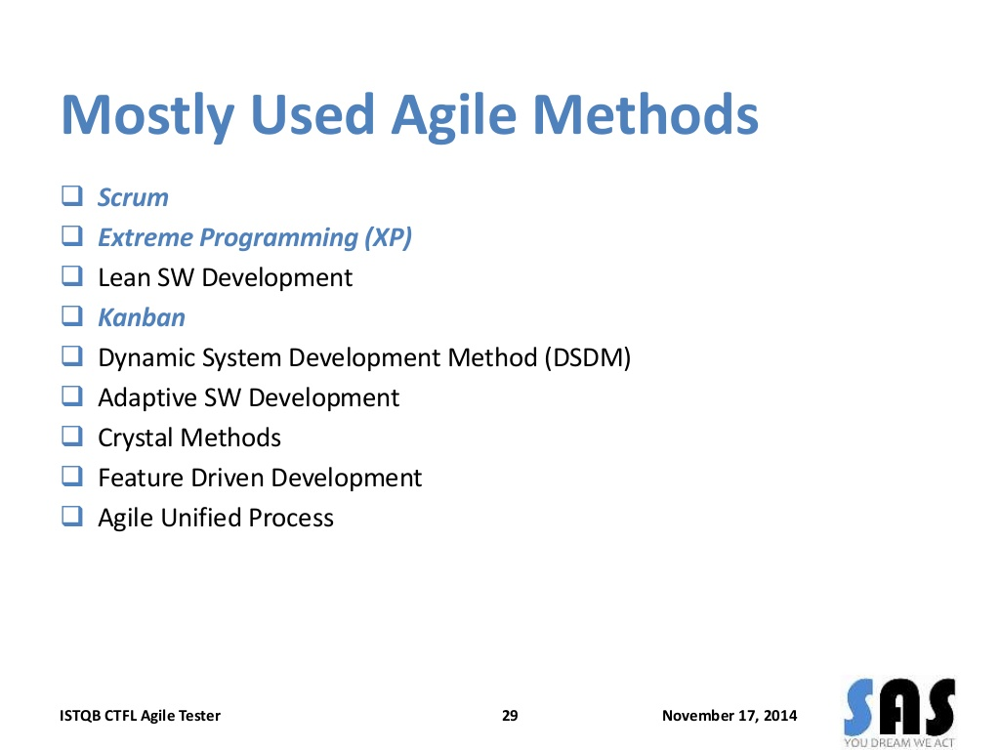 Mostly Used Agile Methods
Scrum
Extreme Programming (XP)
Lean SW Development
Kanban
Dynamic System Development Method (DSDM)
Adaptive SW Development
Crystal Methods
Feature Driven Development
Agile Unified Process
ISTQB CTFL Agile Tester
29
November 17, 2014
SAS
YOU DREAM WE ACT